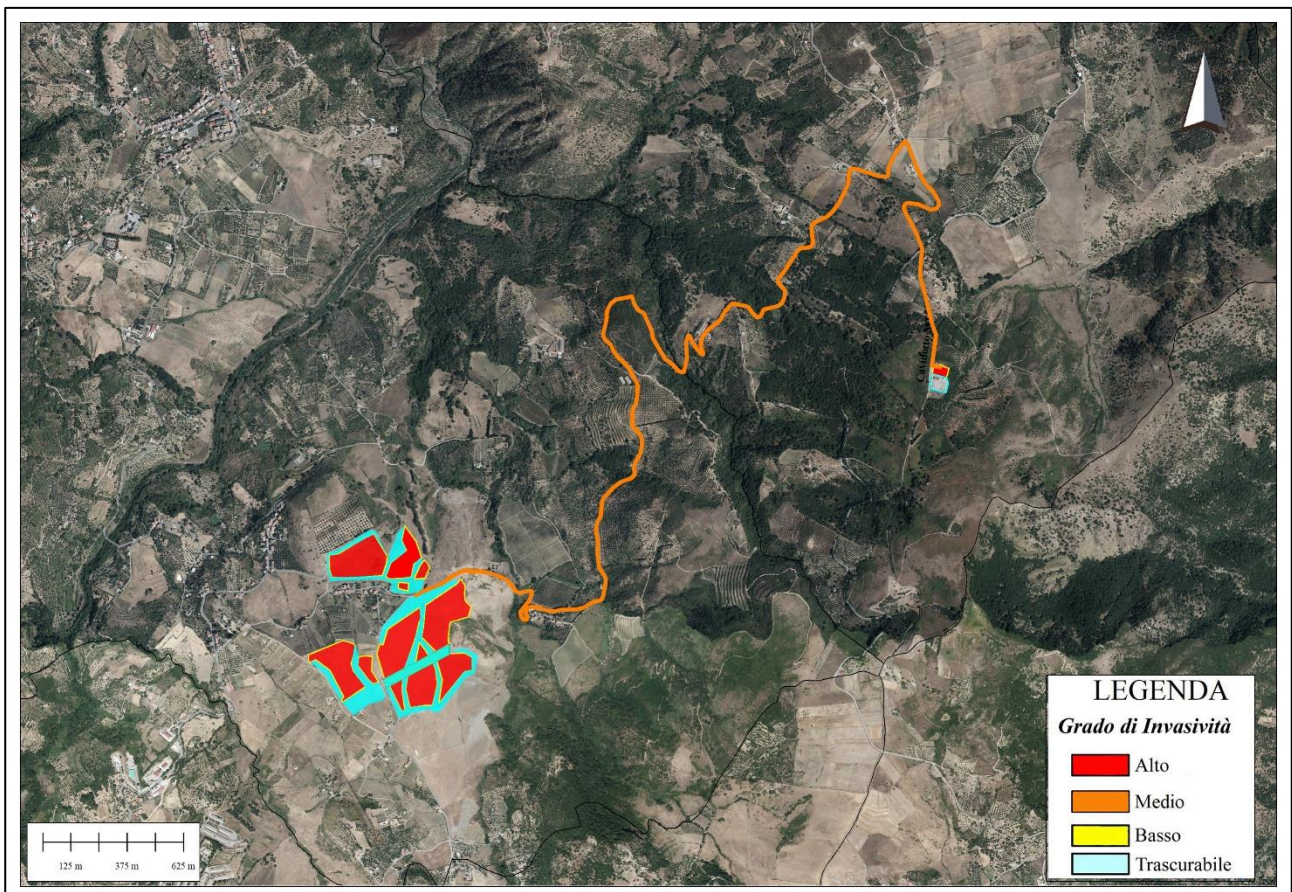 LEGENDA
Grado di Invasività
Alto
Medio
Basso
Trascurabile
125 m 375 m 625 m